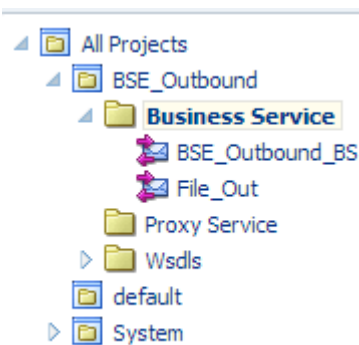 All Projects
BSE_Outbound
Business Service
BSE_Outbound_BS
File_Out
Proxy Service
Wsdls
default
System